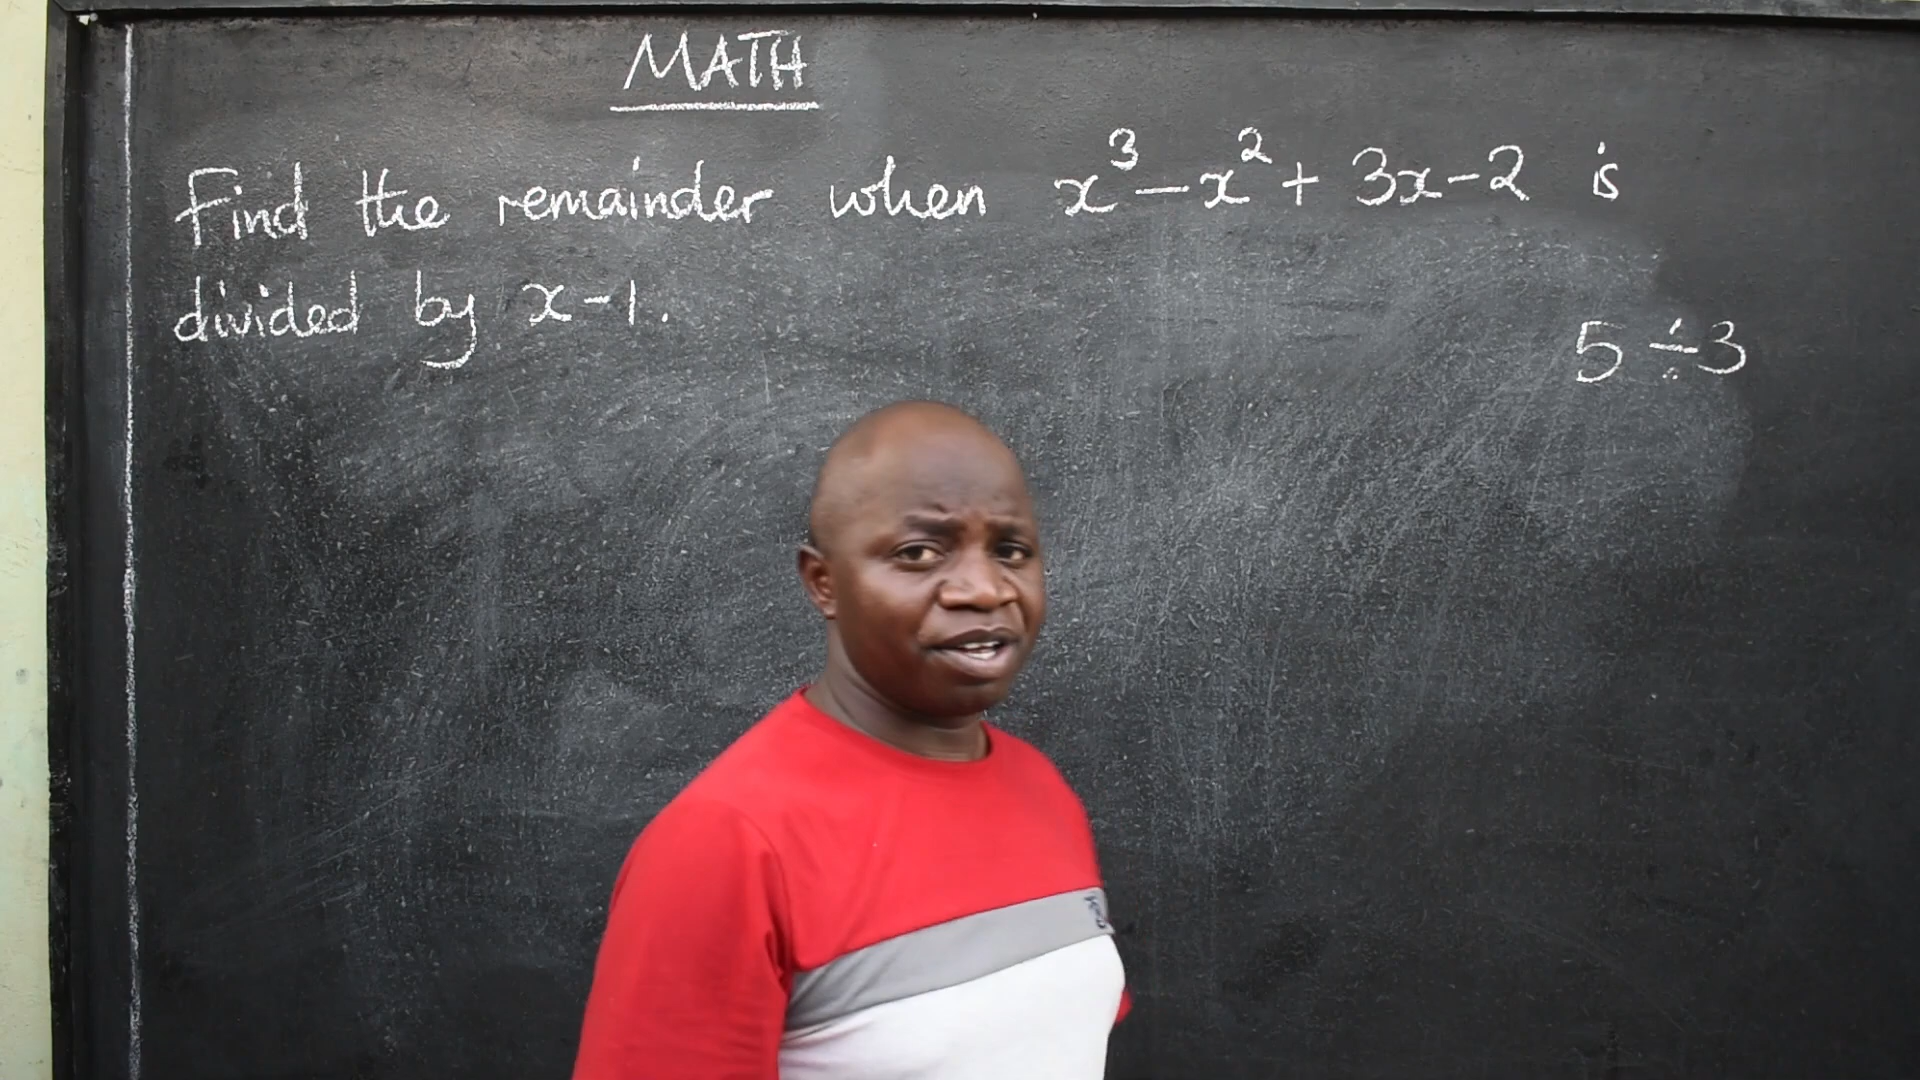 MATH
Find the remainder when x³ - x² + 3x - 2 is
divided by x - 1.
5 ÷ 3